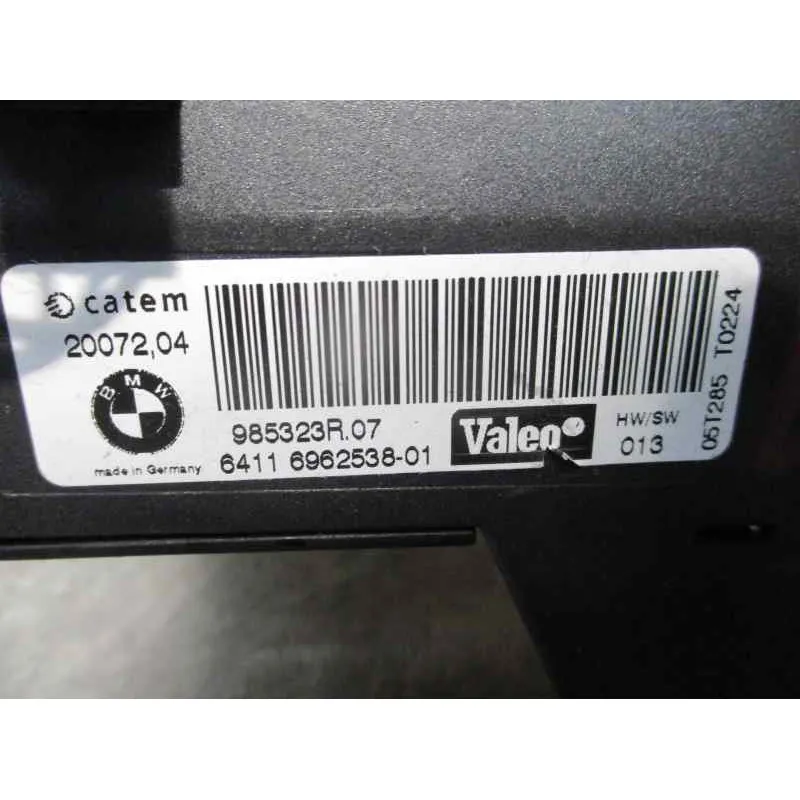 catem
20072,04
BMW
made in Germany
985323R.07
6411 6962538-01
Valeo
HW/SW
013
05T285 T0224